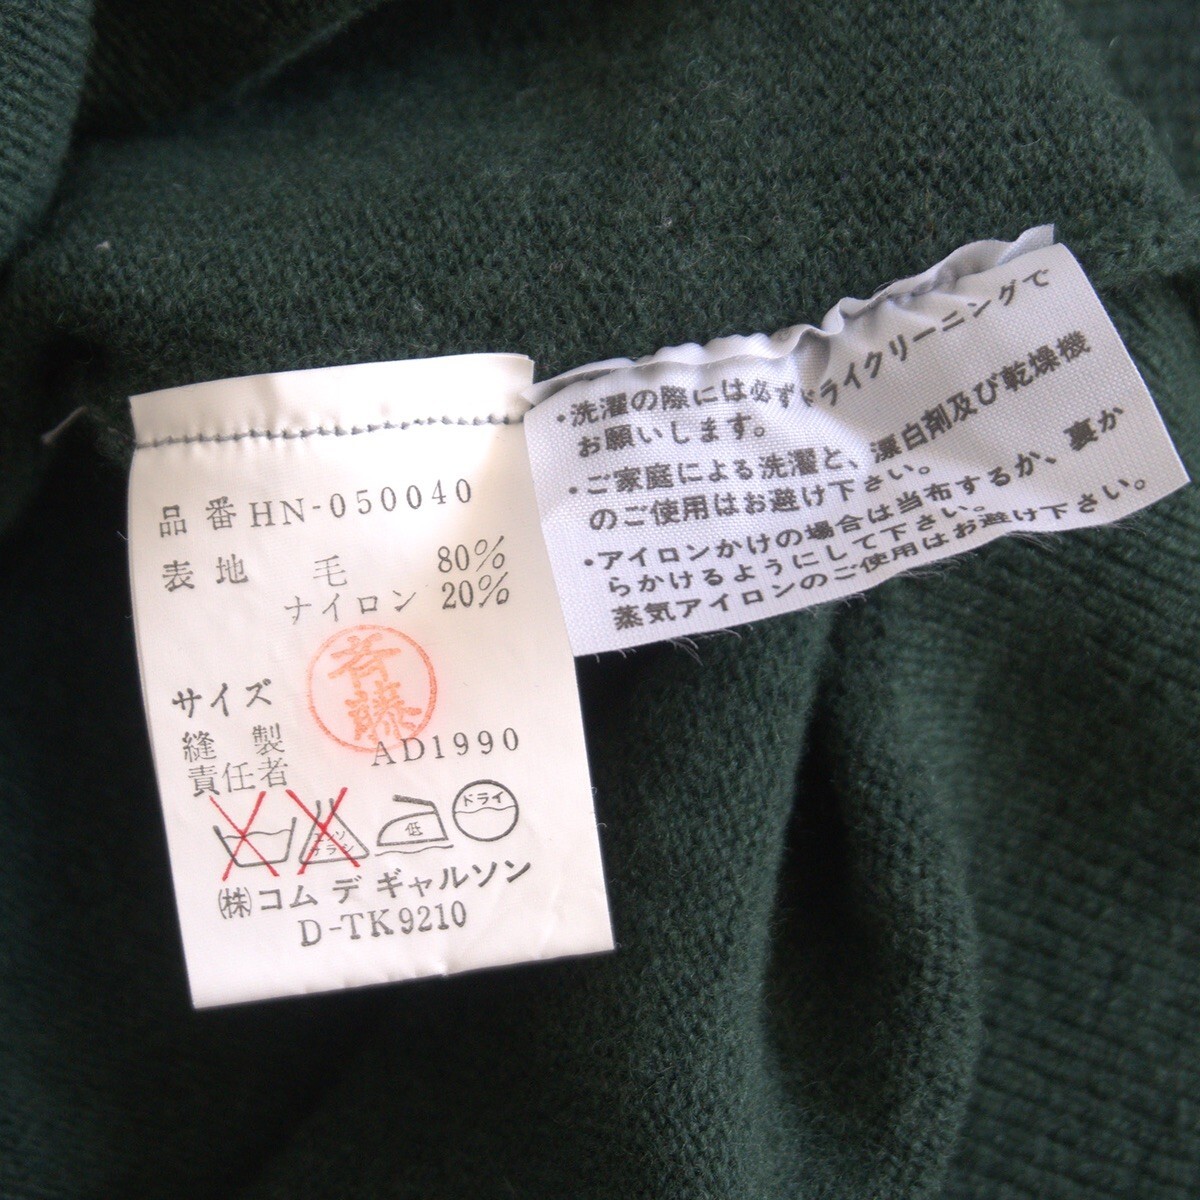 品番 HN-050040
表地 毛 80%
ナイロン 20%
斉藤
サイズ
縫製
責任者
AD1990
エンソ
サラシ
低
ドライ
㈱コム デ ギャルソン
D-TK9210
・洗濯の際には必ずドライクリーニングで
お願いします。
・ご家庭による洗濯と、漂白剤及び乾燥機
のご使用はお避け下さい。
・アイロンかけの場合は当布するか、裏か
らかけるようにして下さい。
蒸気アイロンのご使用はお避け下さい。